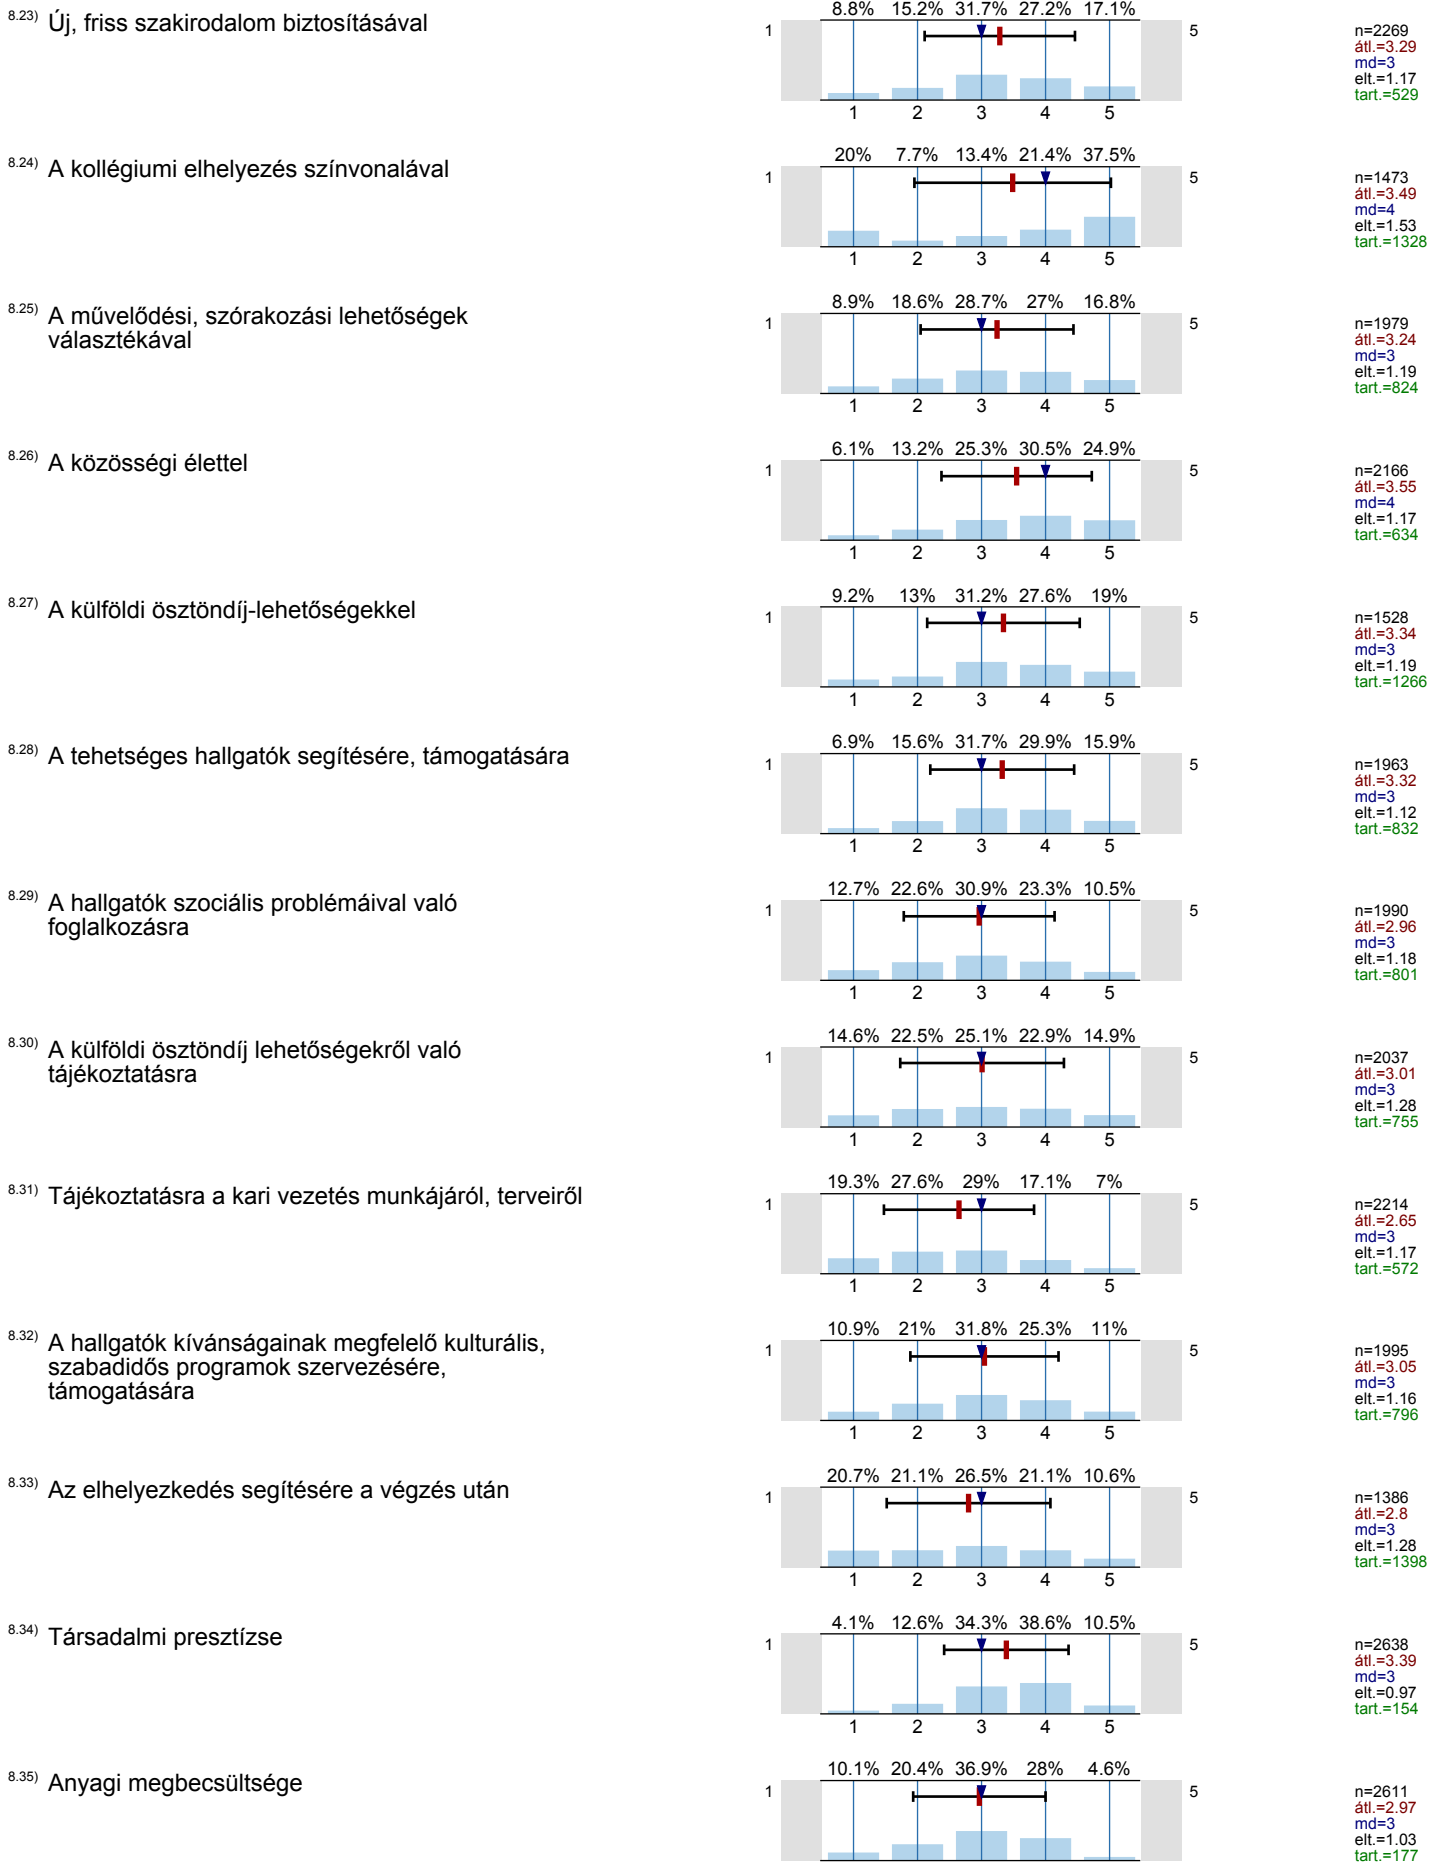 8.23) Új, friss szakirodalom biztosításával
8.8% 15.2% 31.7% 27.2% 17.1%
1 5
1 2 3 4 5
n=2269
átl.=3.29
md=3
elt.=1.17
tart.=529
8.24) A kollégiumi elhelyezés színvonalával
20% 7.7% 13.4% 21.4% 37.5%
1 5
1 2 3 4 5
n=1473
átl.=3.49
md=4
elt.=1.53
tart.=1328
8.25) A művelődési, szórakozási lehetőségek
választékával
8.9% 18.6% 28.7% 27% 16.8%
1 5
1 2 3 4 5
n=1979
átl.=3.24
md=3
elt.=1.19
tart.=824
8.26) A közösségi élettel
6.1% 13.2% 25.3% 30.5% 24.9%
1 5
1 2 3 4 5
n=2166
átl.=3.55
md=4
elt.=1.17
tart.=634
8.27) A külföldi ösztöndíj-lehetőségekkel
9.2% 13% 31.2% 27.6% 19%
1 5
1 2 3 4 5
n=1528
átl.=3.34
md=3
elt.=1.19
tart.=1266
8.28) A tehetséges hallgatók segítésére, támogatására
6.9% 15.6% 31.7% 29.9% 15.9%
1 5
1 2 3 4 5
n=1963
átl.=3.32
md=3
elt.=1.12
tart.=832
8.29) A hallgatók szociális problémáival való
foglalkozásra
12.7% 22.6% 30.9% 23.3% 10.5%
1 5
1 2 3 4 5
n=1990
átl.=2.96
md=3
elt.=1.18
tart.=801
8.30) A külföldi ösztöndíj lehetőségekről való
tájékoztatásra
14.6% 22.5% 25.1% 22.9% 14.9%
1 5
1 2 3 4 5
n=2037
átl.=3.01
md=3
elt.=1.28
tart.=755
8.31) Tájékoztatásra a kari vezetés munkájáról, terveiről
19.3% 27.6% 29% 17.1% 7%
1 5
1 2 3 4 5
n=2214
átl.=2.65
md=3
elt.=1.17
tart.=572
8.32) A hallgatók kívánságainak megfelelő kulturális,
szabadidős programok szervezésére,
támogatására
10.9% 21% 31.8% 25.3% 11%
1 5
1 2 3 4 5
n=1995
átl.=3.05
md=3
elt.=1.16
tart.=796
8.33) Az elhelyezkedés segítésére a végzés után
20.7% 21.1% 26.5% 21.1% 10.6%
1 5
1 2 3 4 5
n=1386
átl.=2.8
md=3
elt.=1.28
tart.=1398
8.34) Társadalmi presztízse
4.1% 12.6% 34.3% 38.6% 10.5%
1 5
1 2 3 4 5
n=2638
átl.=3.39
md=3
elt.=0.97
tart.=154
8.35) Anyagi megbecsültsége
10.1% 20.4% 36.9% 28% 4.6%
1 5
n=2611
átl.=2.97
md=3
elt.=1.03
tart.=177